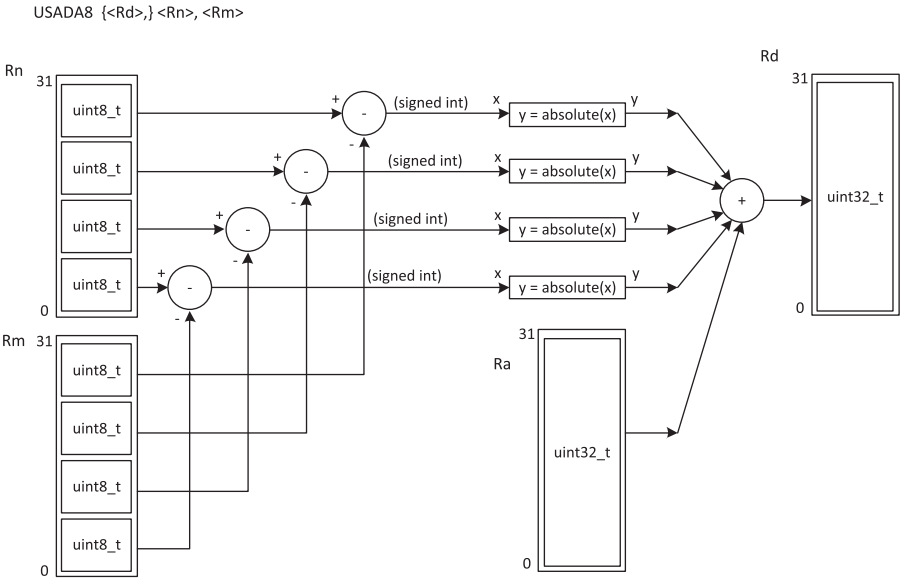 USADA8 {<Rd>,} <Rn>, <Rm>
Rd
Rn
31
31
uint8_t
+
-
(signed int)
x
y = absolute(x)
y
-
uint8_t
+
-
(signed int)
x
y = absolute(x)
y
-
+
uint32_t
uint8_t
+
-
(signed int)
x
y = absolute(x)
y
-
uint8_t
+
-
(signed int)
x
y = absolute(x)
y
-
0
0
Rm
31
31
Ra
uint8_t
uint8_t
uint32_t
uint8_t
uint8_t
0
0